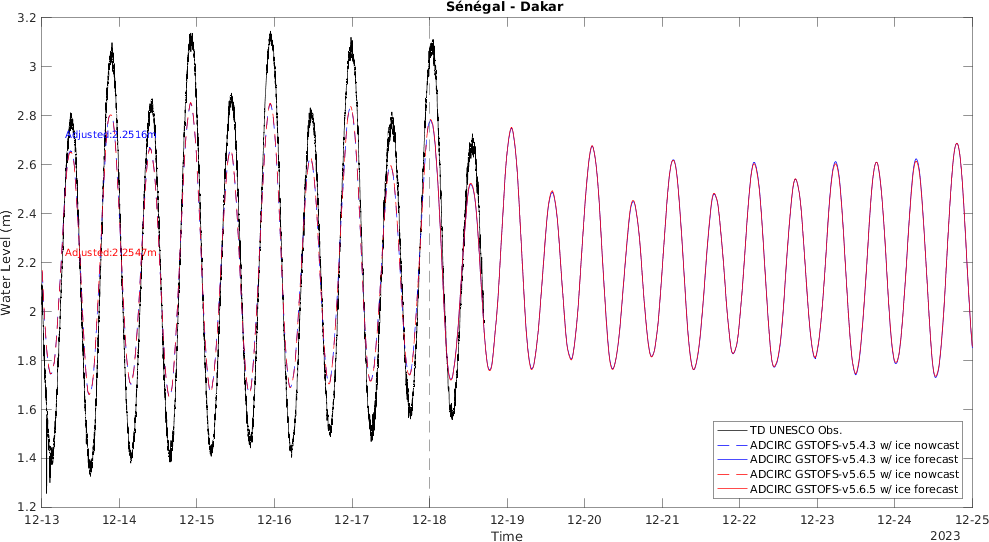 Sénégal - Dakar
3.2
3
2.8
2.6
2.4
2.2
2
1.8
1.6
1.4
1.2
Water Level (m)
Adjusted:2.2516m
Adjusted:2.2547m
TD UNESCO Obs.
ADCIRC GSTOFS-v5.4.3 w/ ice nowcast
ADCIRC GSTOFS-v5.4.3 w/ ice forecast
ADCIRC GSTOFS-v5.6.5 w/ ice nowcast
ADCIRC GSTOFS-v5.6.5 w/ ice forecast
12-13 12-14 12-15 12-16 12-17 12-18 12-19 12-20 12-21 12-22 12-23 12-24 12-25
Time
2023